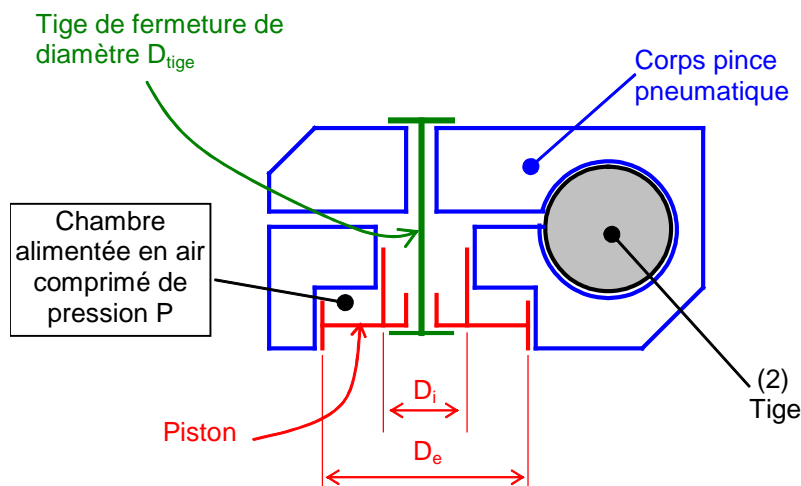 Tige de fermeture de
diamètre Dtige
Corps pince
pneumatique
Chambre
alimentée en air
comprimé de
pression P
(2)
Tige
Di
Piston
De